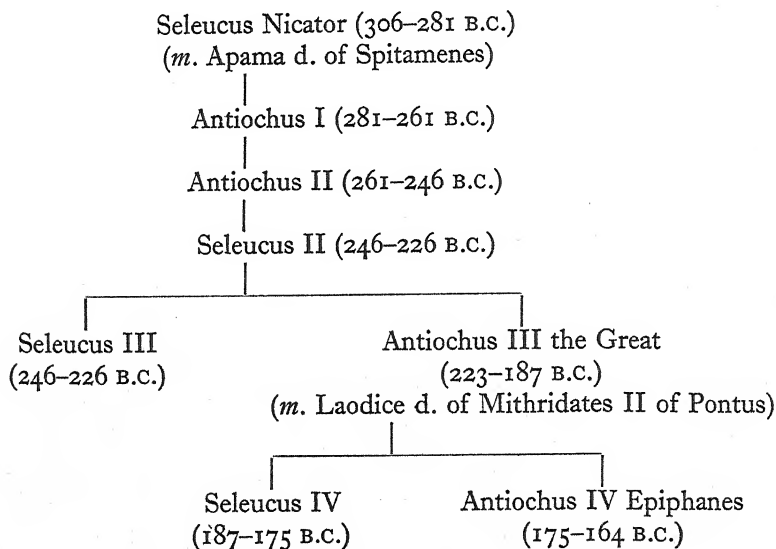 Seleucus Nicator (306–281 B.C.)
(m. Apama d. of Spitamenes)
Antiochus I (281–261 B.C.)
Antiochus II (261–246 B.C.)
Seleucus II (246–226 B.C.)
Seleucus III
(246–226 B.C.)
Antiochus III the Great
(223–187 B.C.)
(m. Laodice d. of Mithridates II of Pontus)
Seleucus IV
(187–175 B.C.)
Antiochus IV Epiphanes
(175–164 B.C.)